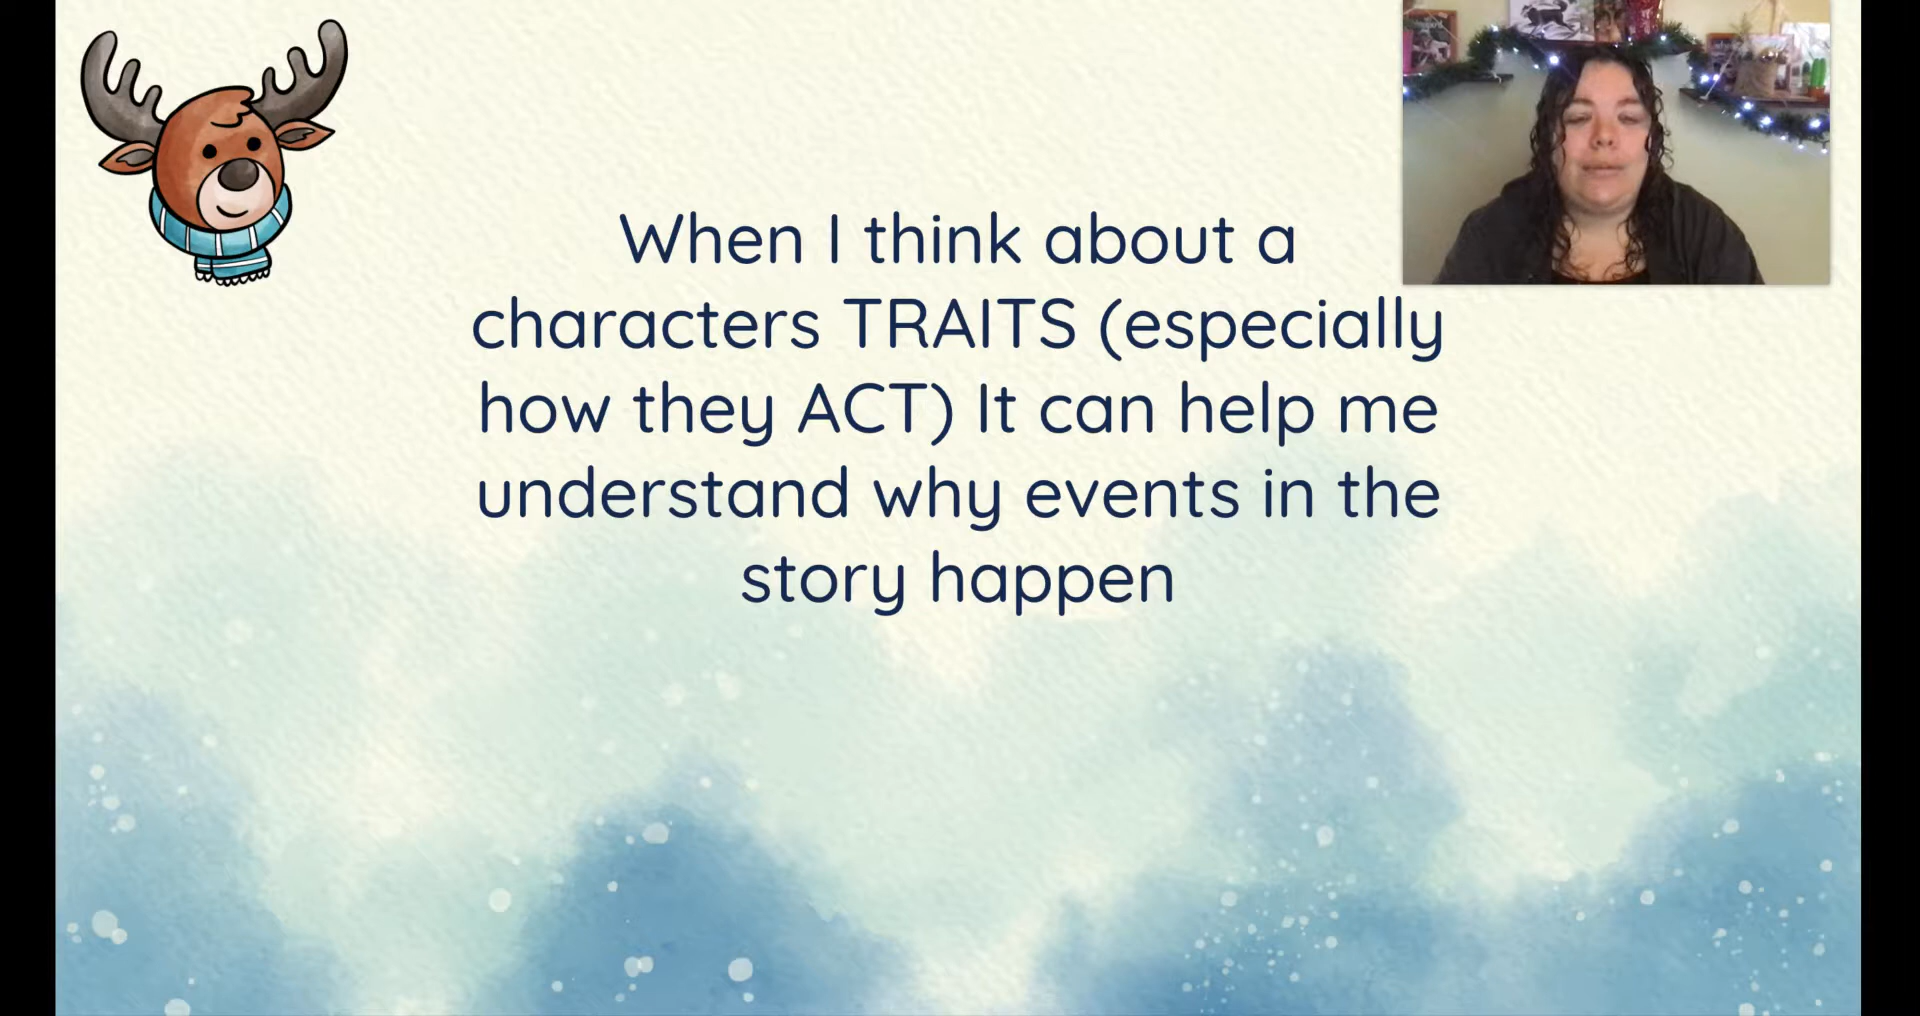 When I think about a
characters TRAITS (especially
how they ACT) It can help me
understand why events in the
story happen